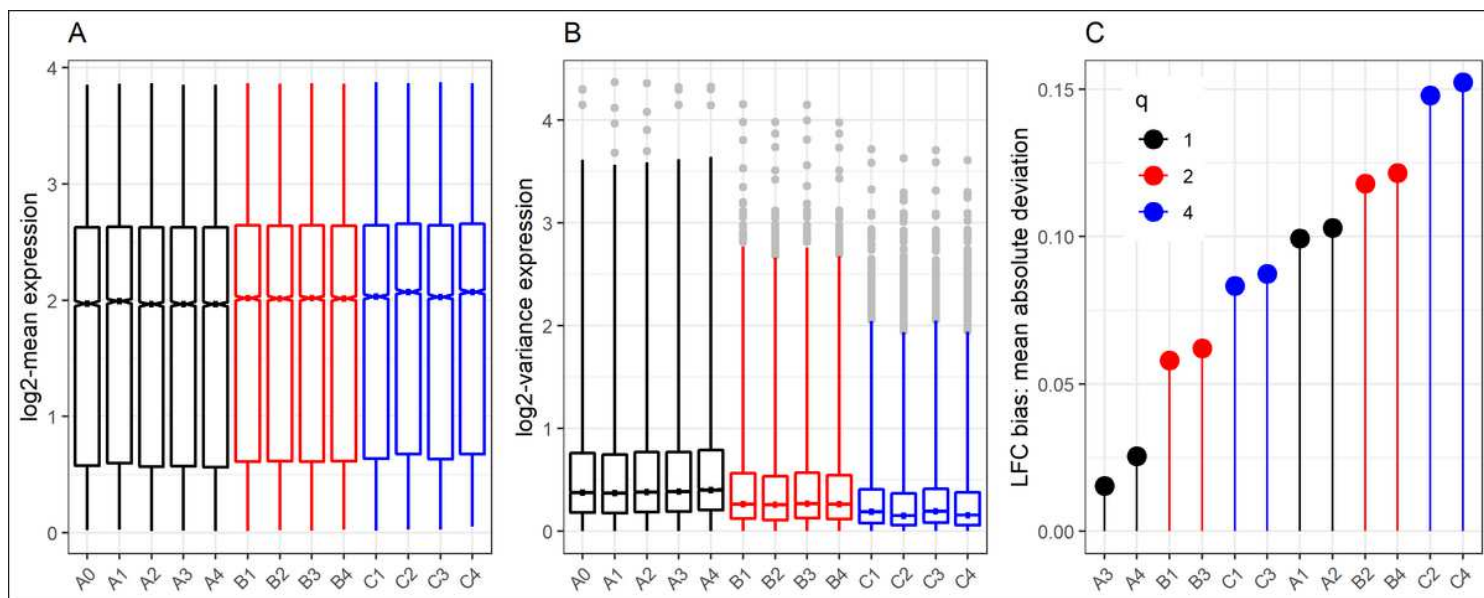 A
log2-mean expression
4
3
2
1
0
A0 A1 A2 A3 A4 B1 B2 B3 B4 C1 C2 C3 C4
B
log2-variance expression
4
3
2
1
0
A0 A1 A2 A3 A4 B1 B2 B3 B4 C1 C2 C3 C4
C
LFC bias: mean absolute deviation
0.15
0.10
0.05
0.00
q
1
2
4
A3 A4 B1 B3 C1 C3 A1 A2 B2 B4 C2 C4